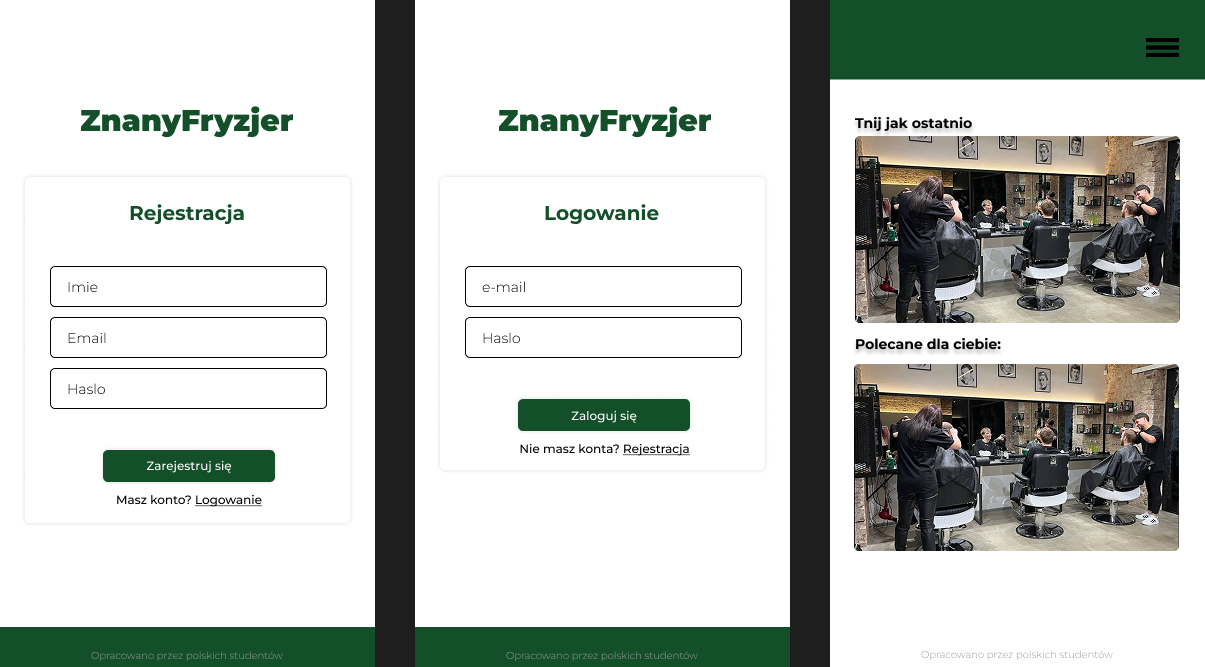 ZnanyFryzjer
Rejestracja
Imie
Email
Haslo
Zarejestruj się
Masz konto? Logowanie
Opracowano przez polskich studentów
ZnanyFryzjer
Logowanie
e-mail
Haslo
Zaloguj się
Nie masz konta? Rejestracja
Opracowano przez polskich studentów
Tnij jak ostatnio
Polecane dla ciebie:
Opracowano przez polskich studentów